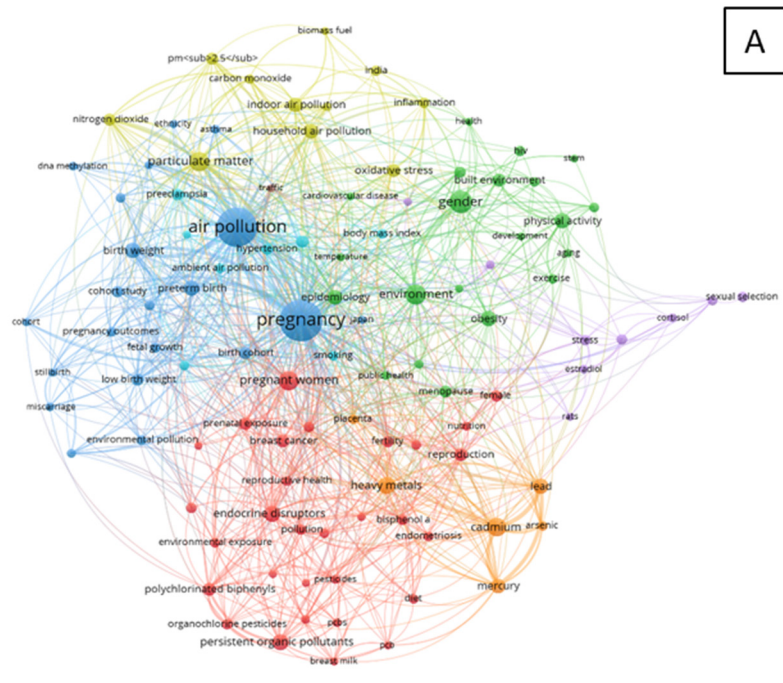 A
biomass fuel
pm<sub>2.5</sub>
india
carbon monoxide
indoor air pollution
inflammation
nitrogen dioxide
ethnicity
asthma
household air pollution
health
hiv
stem
dna methylation
particulate matter
oxidative stress
built environment
preeclampsia
traffic
cardiovascular disease
gender
air pollution
body mass index
physical activity
development
birth weight
hypertension
temperature
aging
ambient air pollution
exercise
cohort study
preterm birth
epidemiology
environment
sexual selection
cohort
pregnancy
japan
obesity
cortisol
pregnancy outcomes
fetal growth
birth cohort
smoking
stress
stillbirth
low birth weight
pregnant women
public health
estradiol
menopause
female
miscarriage
prenatal exposure
placenta
rats
nutrition
environmental pollution
breast cancer
fertility
reproduction
reproductive health
heavy metals
lead
endocrine disruptors
bisphenol a
pollution
endometriosis
cadmium
arsenic
environmental exposure
pesticides
mercury
polychlorinated biphenyls
diet
organochlorine pesticides
pcbs
persistent organic pollutants
breast milk